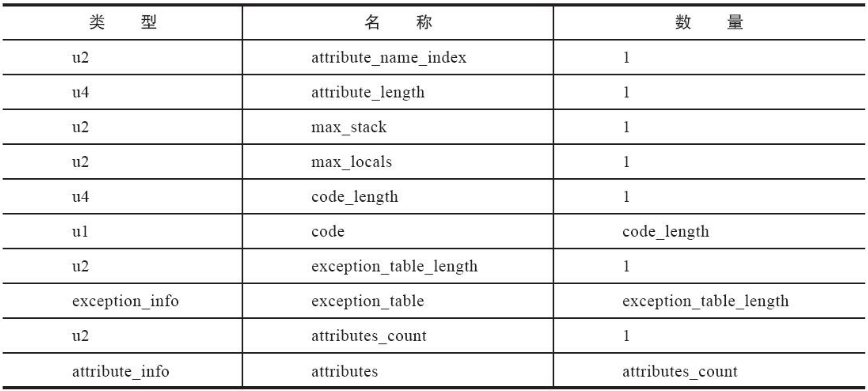 类 型 名 称 数 量
u2 attribute_name_index 1
u4 attribute_length 1
u2 max_stack 1
u2 max_locals 1
u4 code_length 1
u1 code code_length
u2 exception_table_length 1
exception_info exception_table exception_table_length
u2 attributes_count 1
attribute_info attributes attributes_count